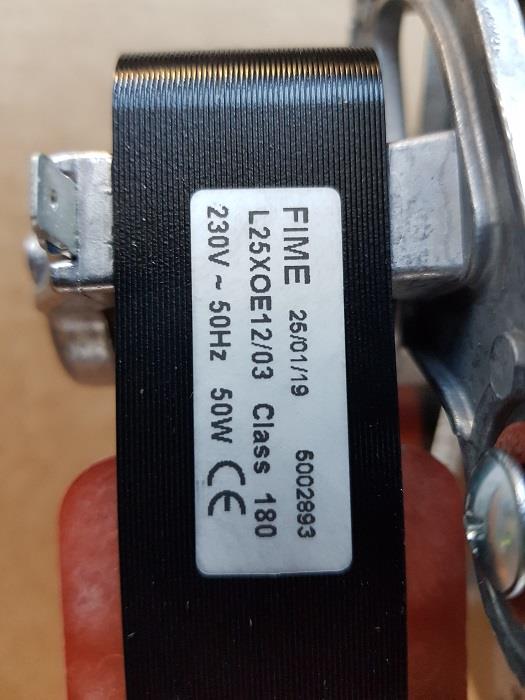 FIME 25/01/19 6002893
L25XOE12/03 Class 180
230V ~ 50Hz 50W CE